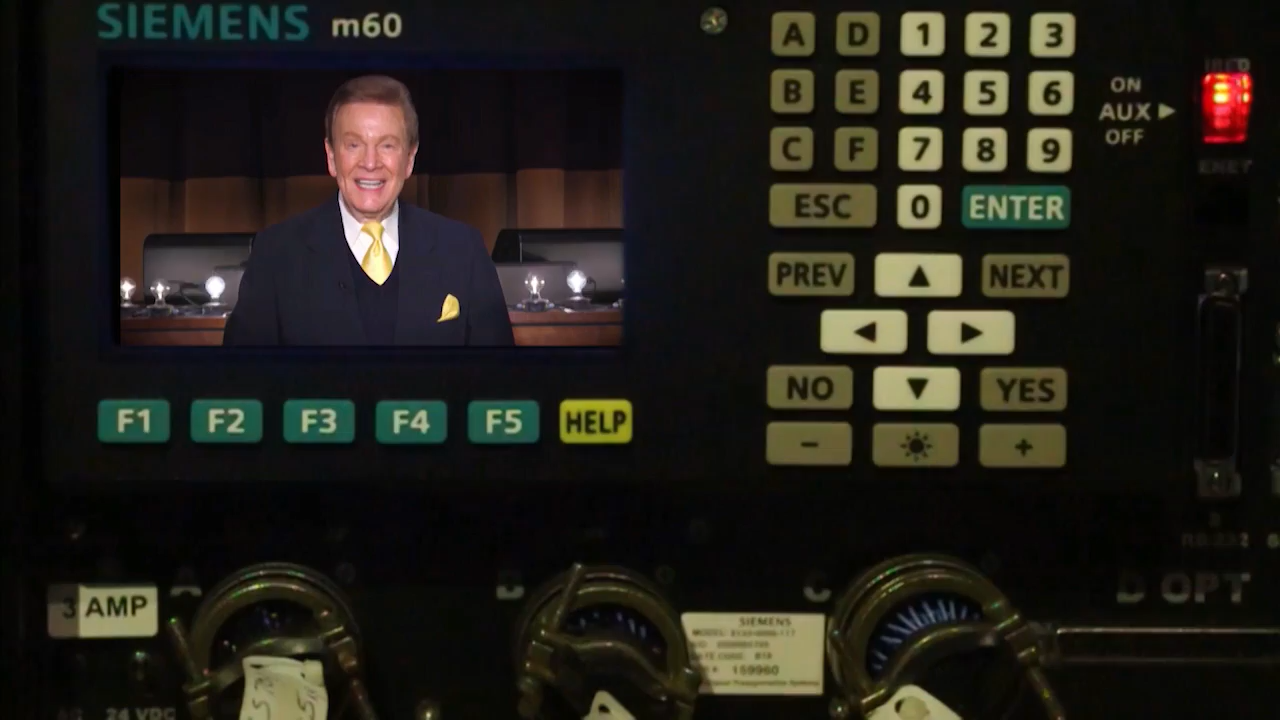 SIEMENS m60
A D 1 2 3
B E 4 5 6
C F 7 8 9
ESC 0 ENTER
PREV ▲ NEXT
◀ ▶
NO ▼ YES
− +
ON
AUX ▶
OFF
F1 F2 F3 F4 F5 HELP
3 AMP
A B C D OPT
SIEMENS
159960
24 VDC